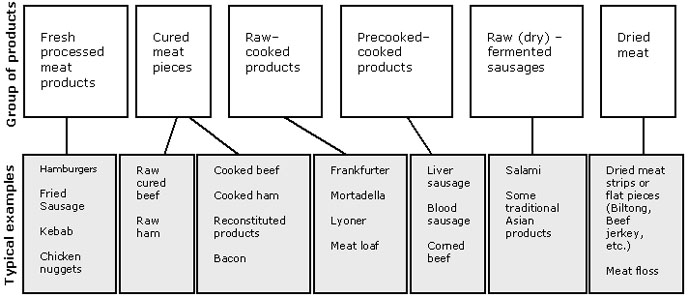 Group of products
Fresh
processed
meat
products
Cured
meat
pieces
Raw–
cooked
products
Precooked–
cooked
products
Raw (dry) –
fermented
sausages
Dried
meat
Typical examples
Hamburgers
Fried
Sausage
Kebab
Chicken
nuggets
Raw
cured
beef
Raw
ham
Cooked beef
Cooked ham
Reconstituted
products
Bacon
Frankfurter
Mortadella
Lyoner
Meat loaf
Liver
sausage
Blood
sausage
Corned
beef
Salami
Some
traditional
Asian
products
Dried meat
strips or
flat pieces
(Biltong,
Beef
jerkey,
etc.)
Meat floss